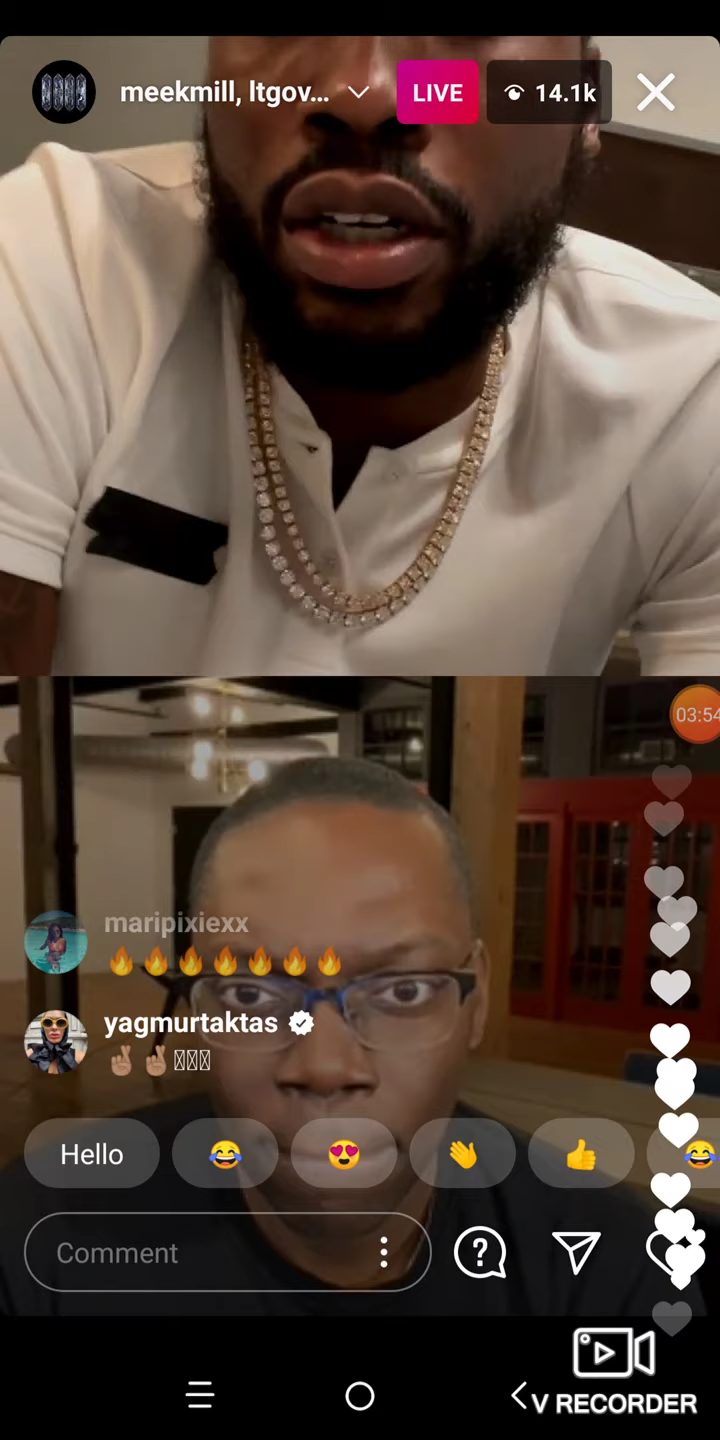 meekmill, ltgov...
LIVE
14.1k
03:54
maripixiexx
🔥🔥🔥🔥🔥🔥🔥
yagmurtaktas
Hello
Comment
V RECORDER